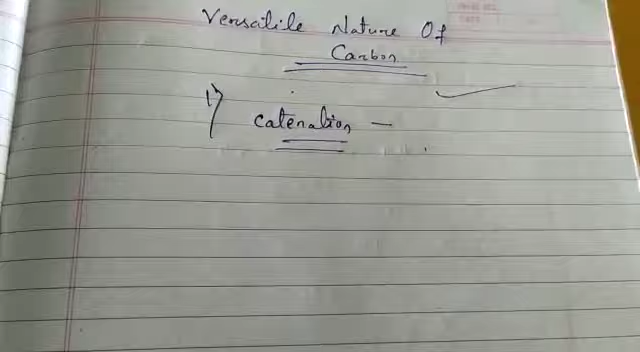 Versatile Nature Of
Carbon
1) Catenation —